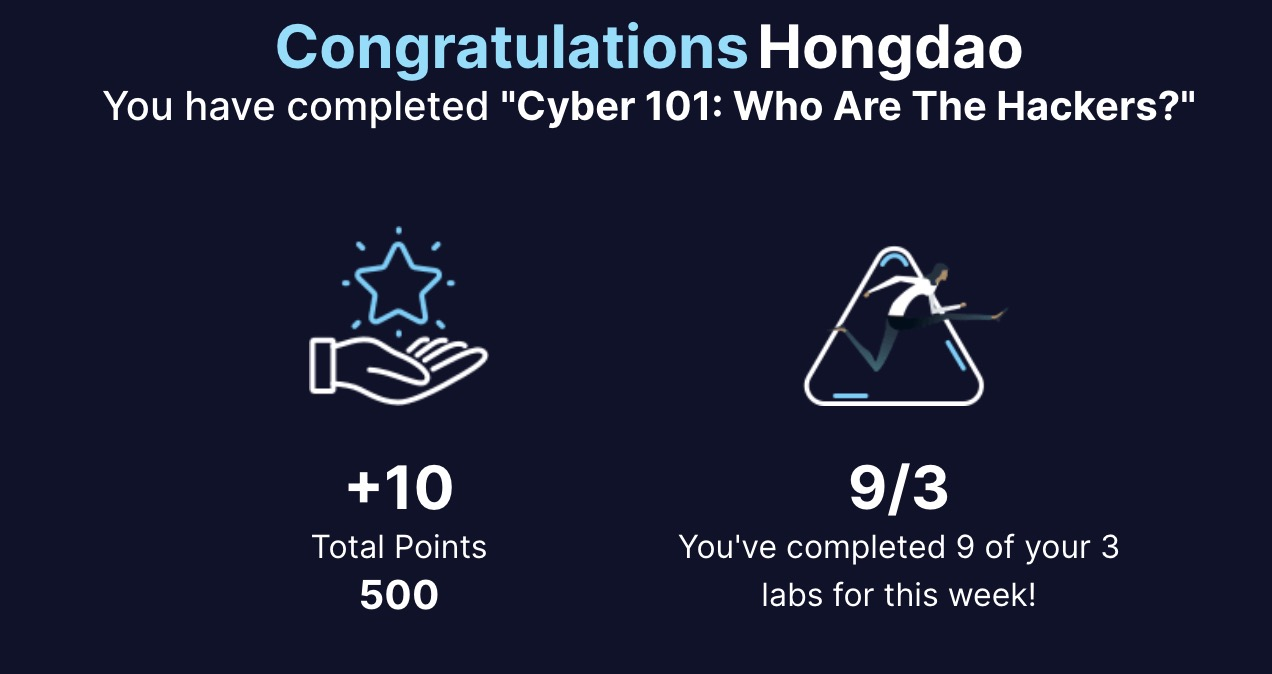 Congratulations Hongdao
You have completed "Cyber 101: Who Are The Hackers?"
+10
Total Points
500
9/3
You've completed 9 of your 3
labs for this week!